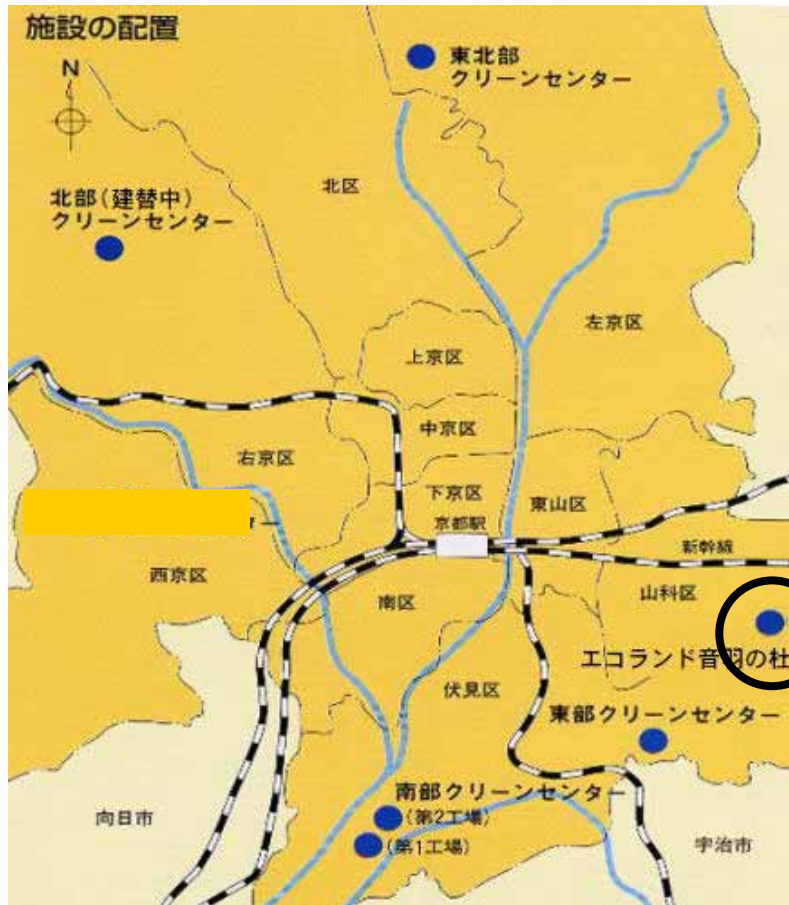 施設の配置
N
東北部
クリーンセンター
北区
北部(建替中)
クリーンセンター
左京区
上京区
中京区
右京区
下京区
東山区
京都駅
新幹線
西京区
南区
山科区
エコランド音羽の杜
伏見区
東部クリーンセンター
南部クリーンセンター
(第2工場)
向日市
(第1工場)
宇治市